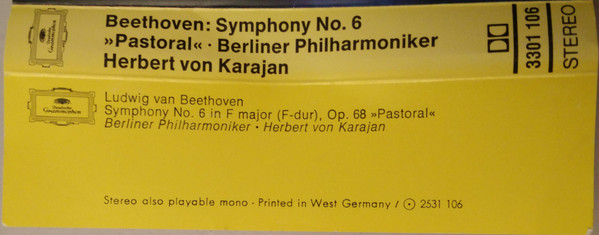 Beethoven: Symphony No. 6
»Pastoral« · Berliner Philharmoniker
Herbert von Karajan
3301 106
STEREO
Deutsche
Grammophon
Ludwig van Beethoven
Symphony No. 6 in F major (F-dur), Op. 68 »Pastoral«
Berliner Philharmoniker · Herbert von Karajan
Stereo also playable mono · Printed in West Germany / Ⓟ 2531 106